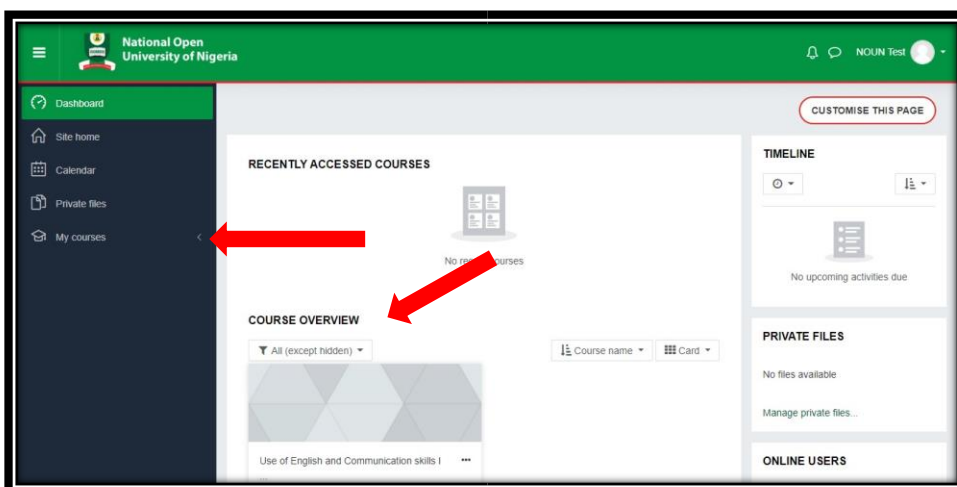 National Open
University of Nigeria
NOUN Test
Dashboard
Site home
Calendar
Private files
My courses
CUSTOMISE THIS PAGE
RECENTLY ACCESSED COURSES
No courses
COURSE OVERVIEW
All (except hidden)
Course name
Card
Use of English and Communication skills I
...
TIMELINE
No upcoming activities due
PRIVATE FILES
No files available
Manage private files...
ONLINE USERS